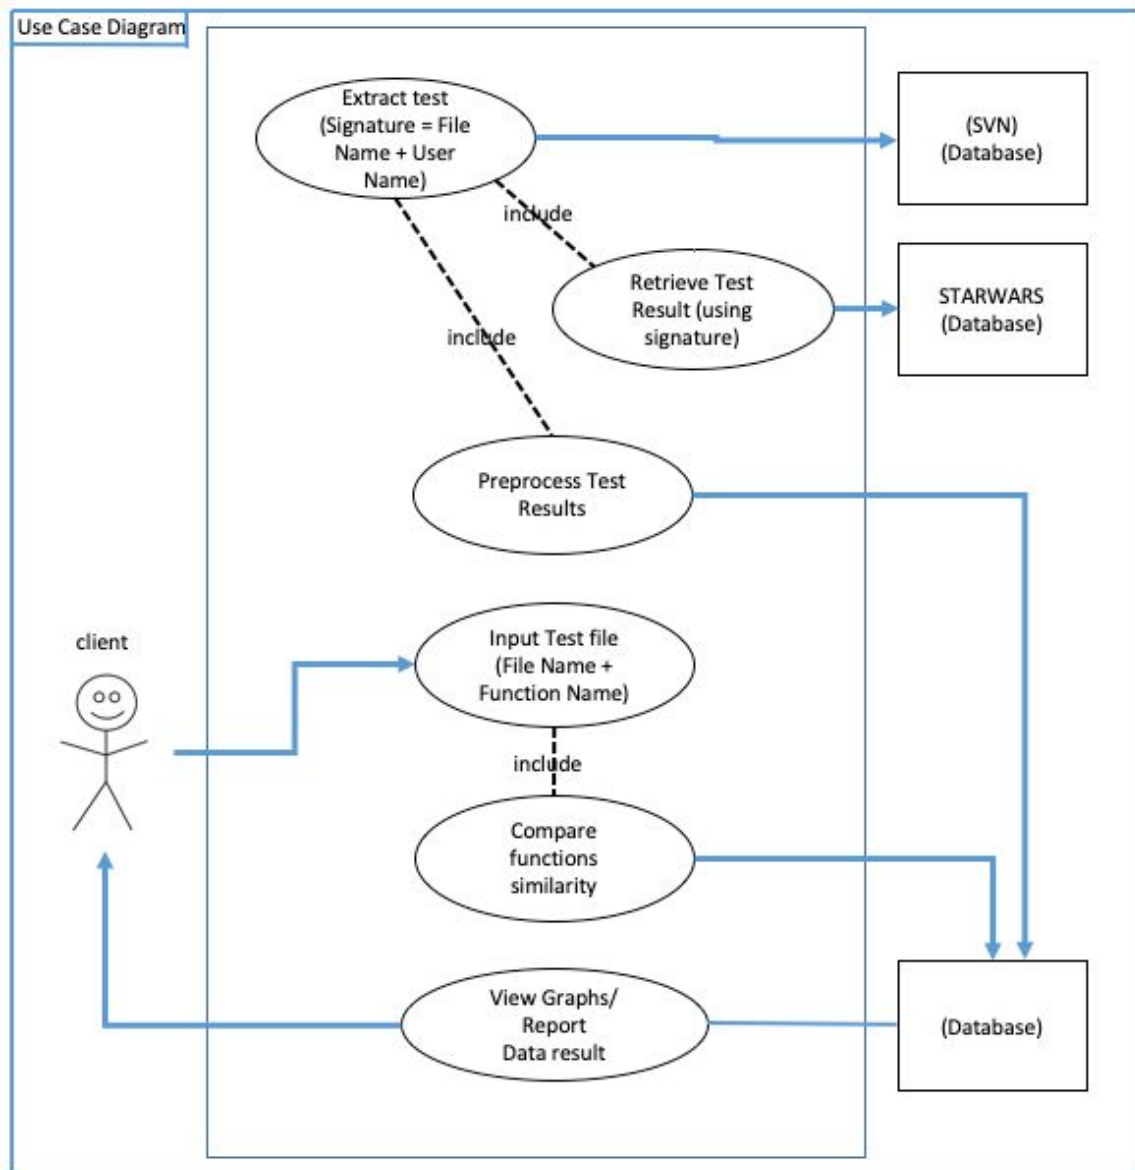 Use Case Diagram
Extract test
(Signature = File
Name + User
Name)
(SVN)
(Database)
include
Retrieve Test
Result (using
signature)
STARWARS
(Database)
include
Preprocess Test
Results
client
Input Test file
(File Name +
Function Name)
include
Compare
functions
similarity
View Graphs/
Report
Data result
(Database)